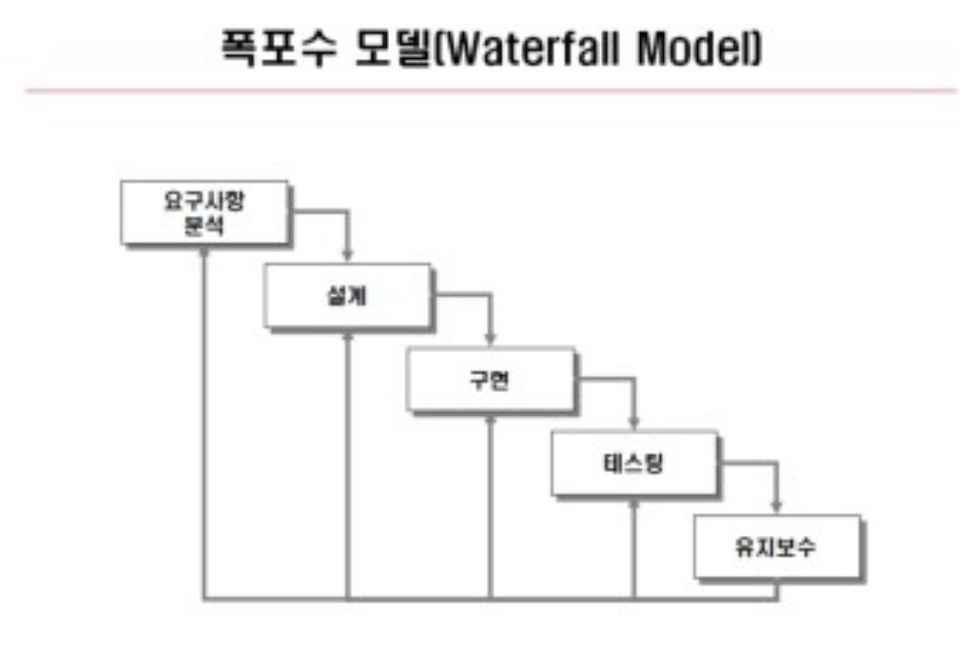 폭포수 모델(Waterfall Model)
요구사항
분석
설계
구현
테스팅
유지보수